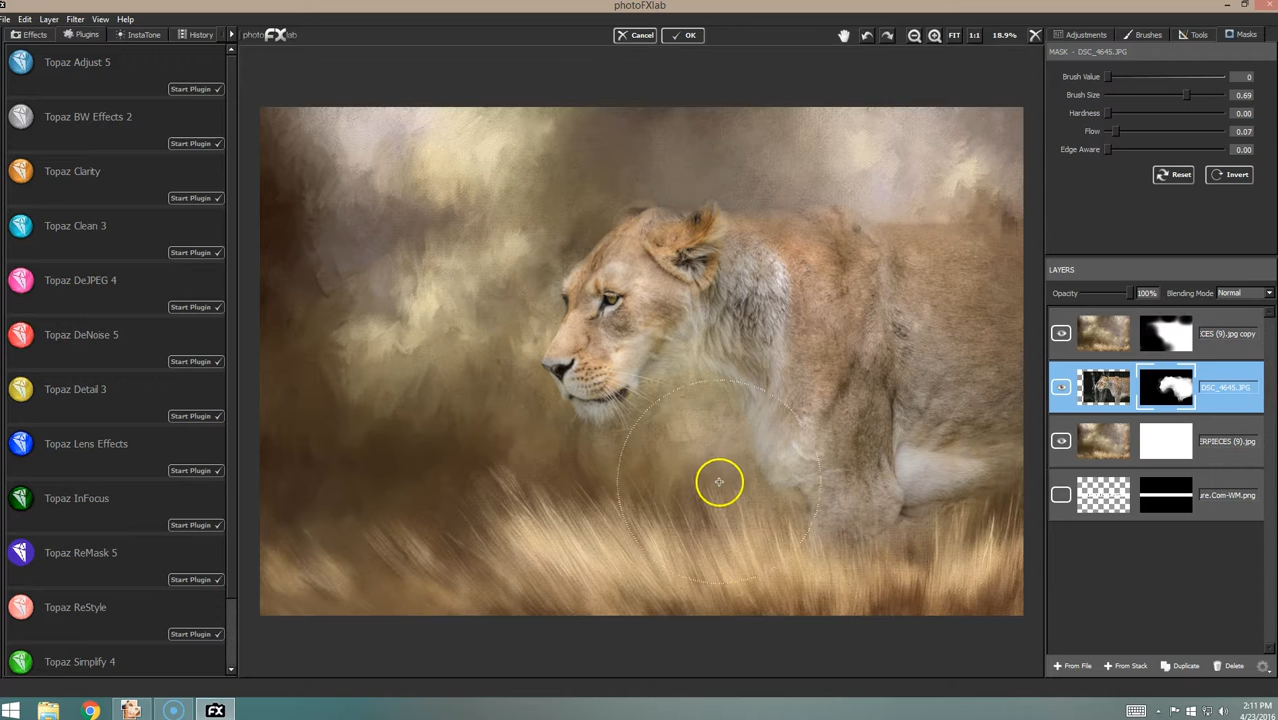 photoFXlab
File Edit Layer Filter View Help
Effects Plugins InstaTone History
photoFXlab
Cancel OK
FIT 1:1 18.9%
Adjustments Brushes Tools Masks
Topaz Adjust 5
Start Plugin
Topaz BW Effects 2
Start Plugin
Topaz Clarity
Start Plugin
Topaz Clean 3
Start Plugin
Topaz DeJPEG 4
Start Plugin
Topaz DeNoise 5
Start Plugin
Topaz Detail 3
Start Plugin
Topaz Lens Effects
Start Plugin
Topaz InFocus
Start Plugin
Topaz ReMask 5
Start Plugin
Topaz ReStyle
Start Plugin
Topaz Simplify 4
MASK - DSC_4645.JPG
Brush Value 0
Brush Size 0.69
Hardness 0.00
Flow 0.07
Edge Aware 0.00
Reset Invert
LAYERS
Opacity 100% Blending Mode Normal
CES (9).jpg copy
DSC_4645.JPG
ERPIECES (9).jpg
re.Com-WM.png
From File From Stack Duplicate Delete
FX
2:11 PM
4/23/2016